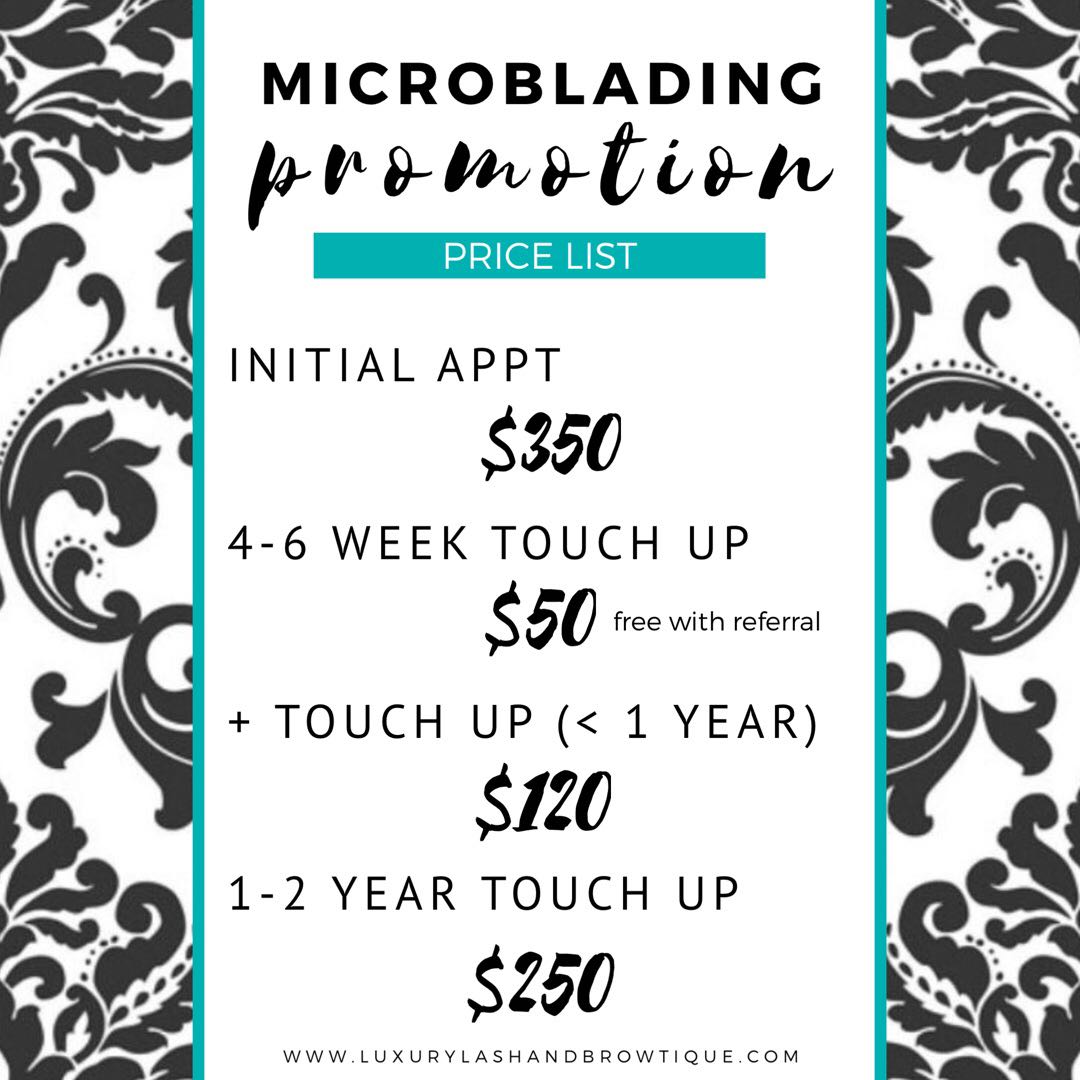 MICROBLADING
promotion
PRICE LIST
INITIAL APPT
$350
4-6 WEEK TOUCH UP
$50 free with referral
+ TOUCH UP (< 1 YEAR)
$120
1-2 YEAR TOUCH UP
$250
WWW.LUXURYLASHANDBROWTIQUE.COM